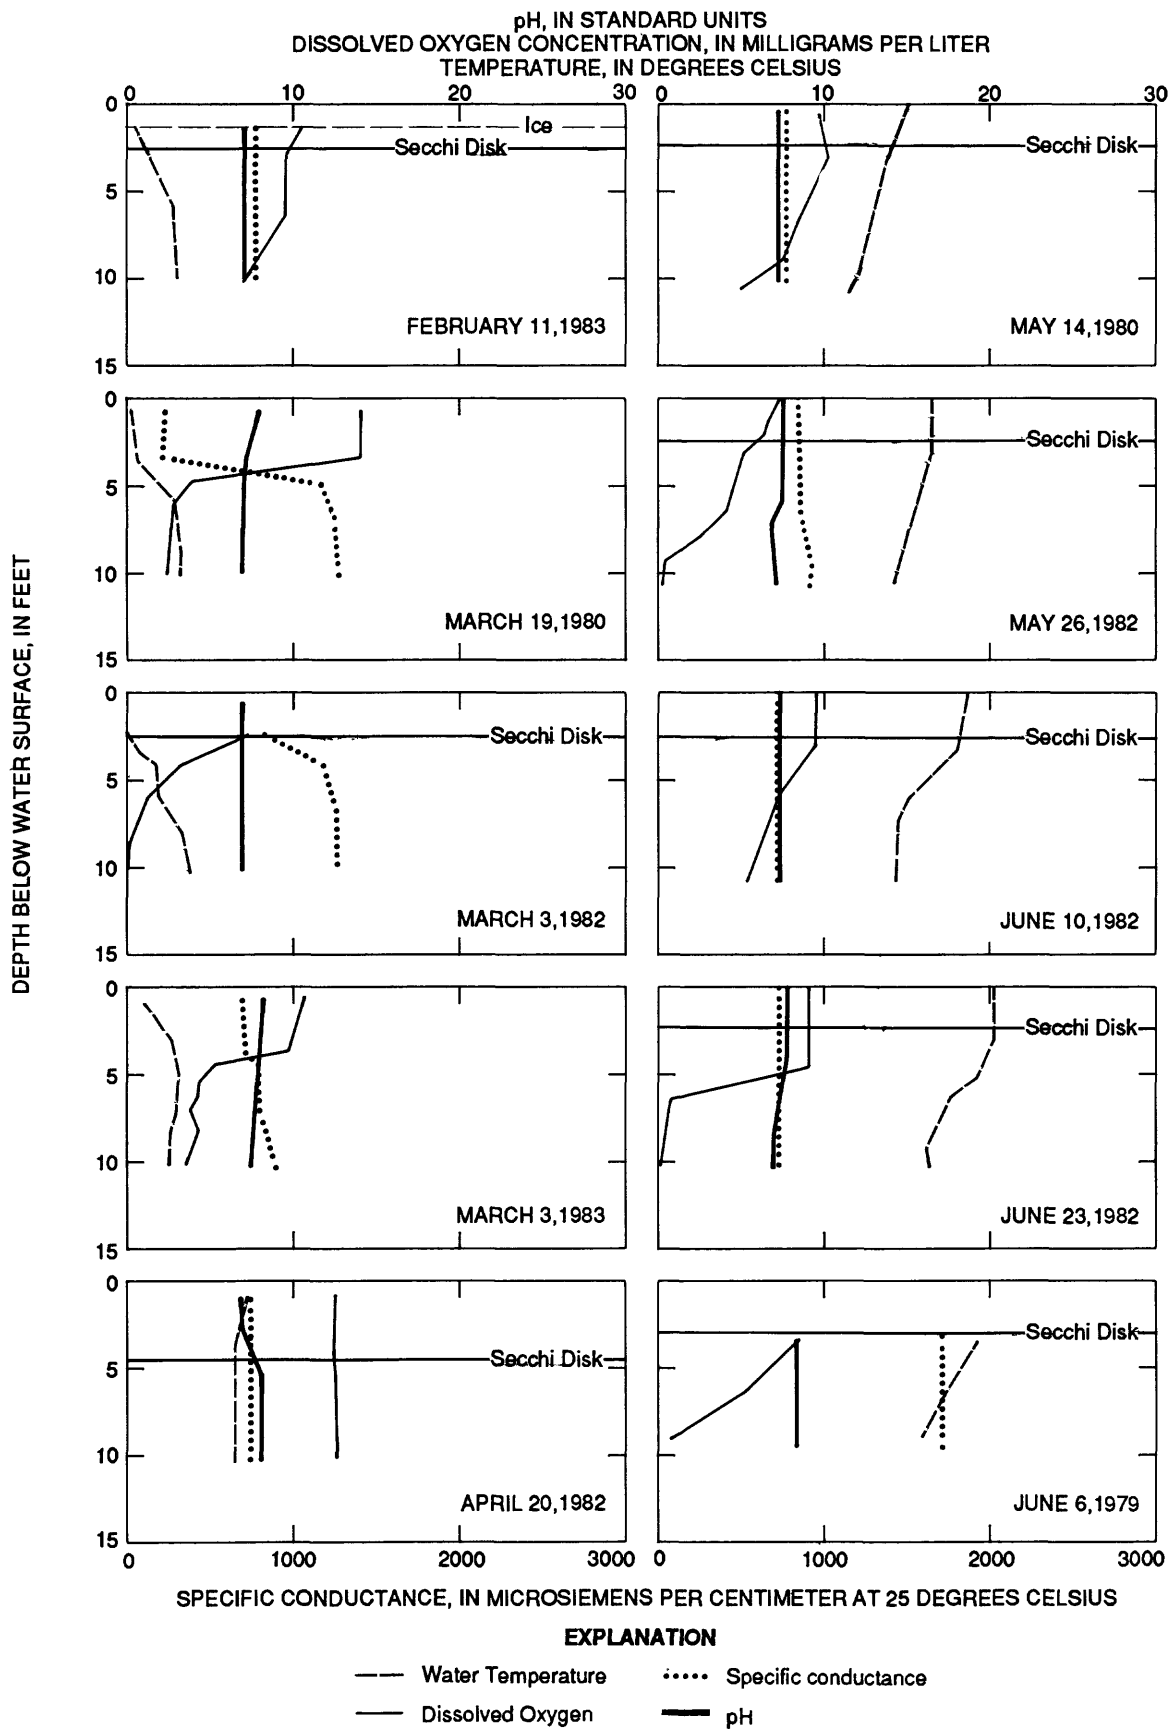 pH, IN STANDARD UNITS
DISSOLVED OXYGEN CONCENTRATION, IN MILLIGRAMS PER LITER
TEMPERATURE, IN DEGREES CELSIUS
0 10 20 30 0 10 20 30
0
5
10
15
Ice
Secchi Disk
FEBRUARY 11,1983
Secchi Disk
MAY 14,1980
0
5
10
15
MARCH 19,1980
Secchi Disk
MAY 26,1982
0
5
10
15
Secchi Disk
MARCH 3,1982
Secchi Disk
JUNE 10,1982
0
5
10
15
MARCH 3,1983
Secchi Disk
JUNE 23,1982
0
5
10
15
Secchi Disk
APRIL 20,1982
Secchi Disk
JUNE 6,1979
0 1000 2000 3000 0 1000 2000 3000
DEPTH BELOW WATER SURFACE, IN FEET
SPECIFIC CONDUCTANCE, IN MICROSIEMENS PER CENTIMETER AT 25 DEGREES CELSIUS
EXPLANATION
Water Temperature
Specific conductance
Dissolved Oxygen
pH